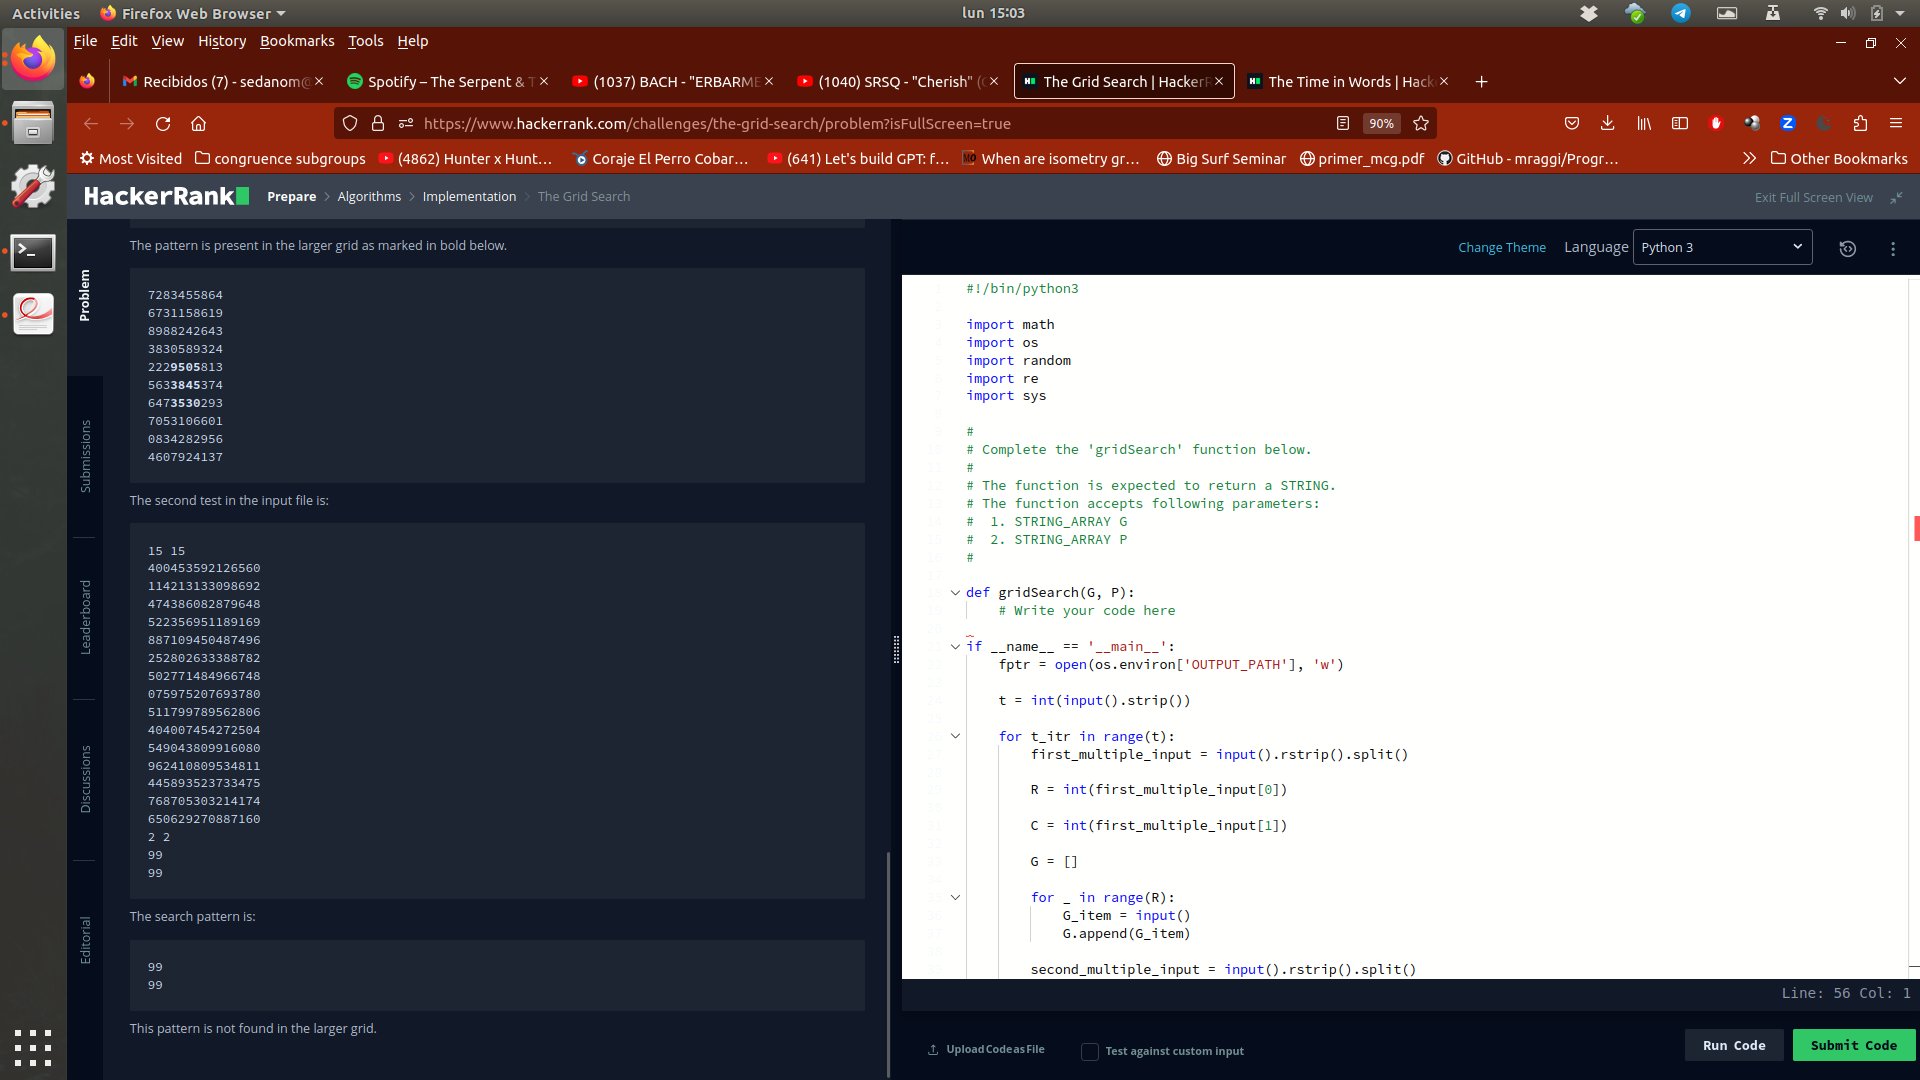 Activities Firefox Web Browser lun 15:03
File Edit View History Bookmarks Tools Help
Recibidos (7) - sedanom@ Spotify – The Serpent & T (1037) BACH - "ERBARME (1040) SRSQ - "Cherish" ( The Grid Search | HackerR The Time in Words | Hack
https://www.hackerrank.com/challenges/the-grid-search/problem?isFullScreen=true 90%
Most Visited congruence subgroups (4862) Hunter x Hunt… Coraje El Perro Cobar… (641) Let's build GPT: f… When are isometry gr… Big Surf Seminar primer_mcg.pdf GitHub - mraggi/Progr… Other Bookmarks
HackerRank Prepare Algorithms Implementation The Grid Search Exit Full Screen View
Problem
Submissions
Leaderboard
Discussions
Editorial
The pattern is present in the larger grid as marked in bold below.
7283455864
6731158619
8988242643
3830589324
2229505813
5633845374
6473530293
7053106601
0834282956
4607924137
The second test in the input file is:
15 15
400453592126560
114213133098692
474386082879648
522356951189169
887109450487496
252802633388782
502771484966748
075975207693780
511799789562806
404007454272504
549043809916080
962410809534811
445893523733475
768705303214174
650629270887160
2 2
99
99
The search pattern is:
99
99
This pattern is not found in the larger grid.
Change Theme Language Python 3
#!/bin/python3
import math
import os
import random
import re
import sys
#
# Complete the 'gridSearch' function below.
#
# The function is expected to return a STRING.
# The function accepts following parameters:
#  1. STRING_ARRAY G
#  2. STRING_ARRAY P
#
def gridSearch(G, P):
# Write your code here
if __name__ == '__main__':
fptr = open(os.environ['OUTPUT_PATH'], 'w')
t = int(input().strip())
for t_itr in range(t):
first_multiple_input = input().rstrip().split()
R = int(first_multiple_input[0])
C = int(first_multiple_input[1])
G = []
for _ in range(R):
G_item = input()
G.append(G_item)
second_multiple_input = input().rstrip().split()
Line: 56 Col: 1
Upload Code as File Test against custom input Run Code Submit Code